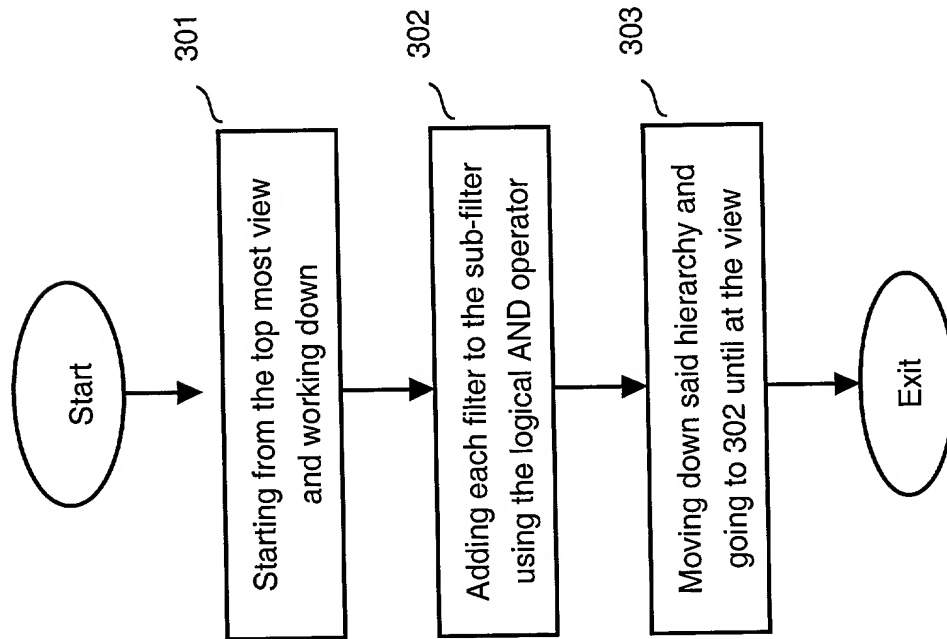 Start
301
Starting from the top most view
and working down
302
Adding each filter to the sub-filter
using the logical AND operator
303
Moving down said hierarchy and
going to 302 until at the view
Exit